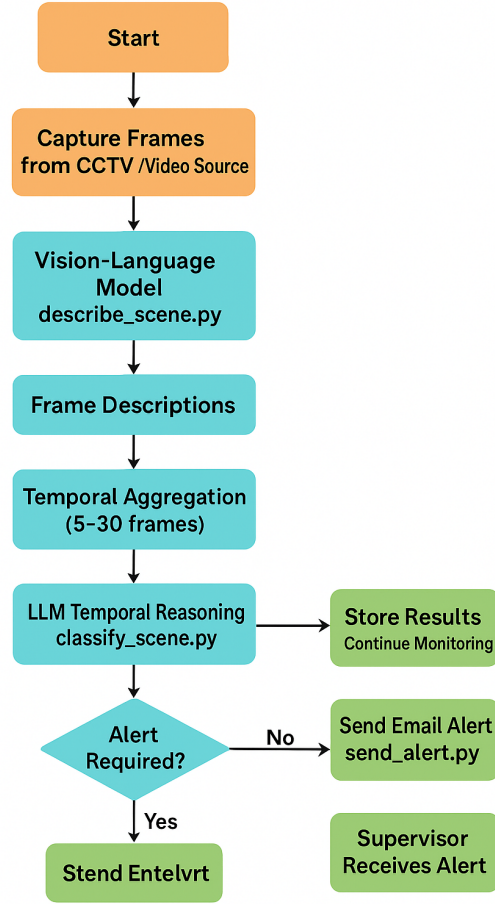 Start
Capture Frames
from CCTV /Video Source
Vision-Language
Model
describe_scene.py
Frame Descriptions
Temporal Aggregation
(5–30 frames)
LLM Temporal Reasoning
classify_scene.py
Store Results
Continue Monitoring
Alert
Required?
No
Send Email Alert
send_alert.py
Yes
Stend Entelvrt
Supervisor
Receives Alert